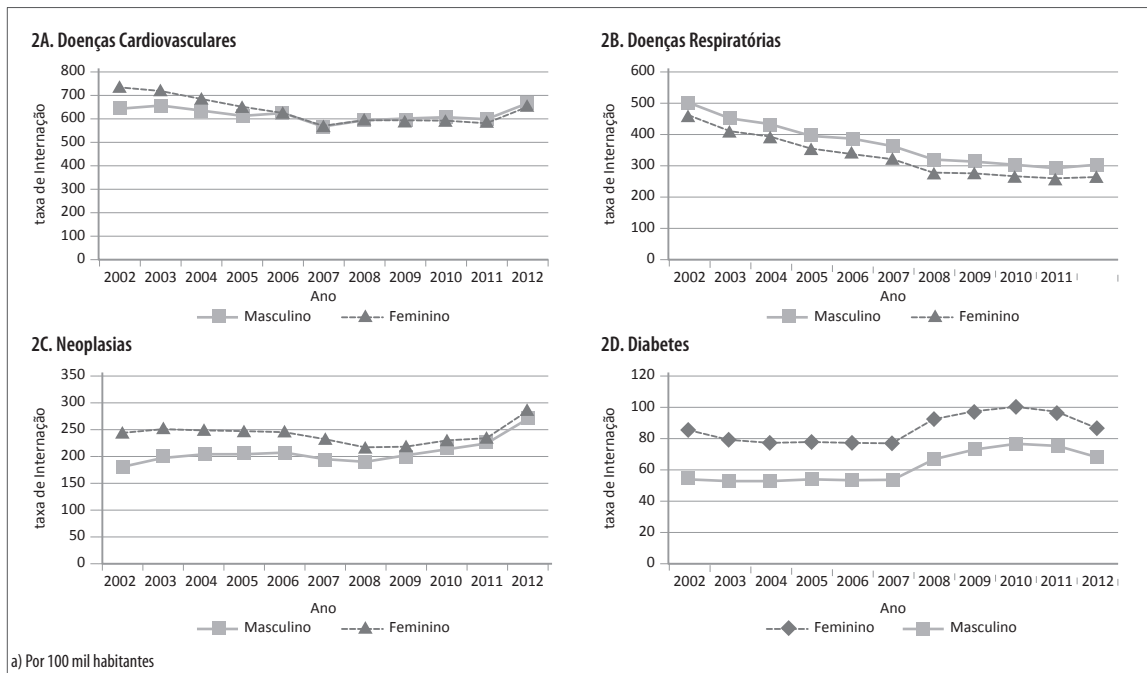 2A. Doenças Cardiovasculares
taxa de Internação
800
700
600
500
400
300
200
100
0
2002 2003 2004 2005 2006 2007 2008 2009 2010 2011 2012
Ano
Masculino Feminino
2B. Doenças Respiratórias
taxa de Internação
600
500
400
300
200
100
0
2002 2003 2004 2005 2006 2007 2008 2009 2010 2011
Ano
Masculino Feminino
2C. Neoplasias
taxa de Internação
350
300
250
200
150
100
50
0
2002 2003 2004 2005 2006 2007 2008 2009 2010 2011 2012
Ano
Masculino Feminino
2D. Diabetes
taxa de Internação
120
100
80
60
40
20
0
2002 2003 2004 2005 2006 2007 2008 2009 2010 2011 2012
Ano
Feminino Masculino
a) Por 100 mil habitantes